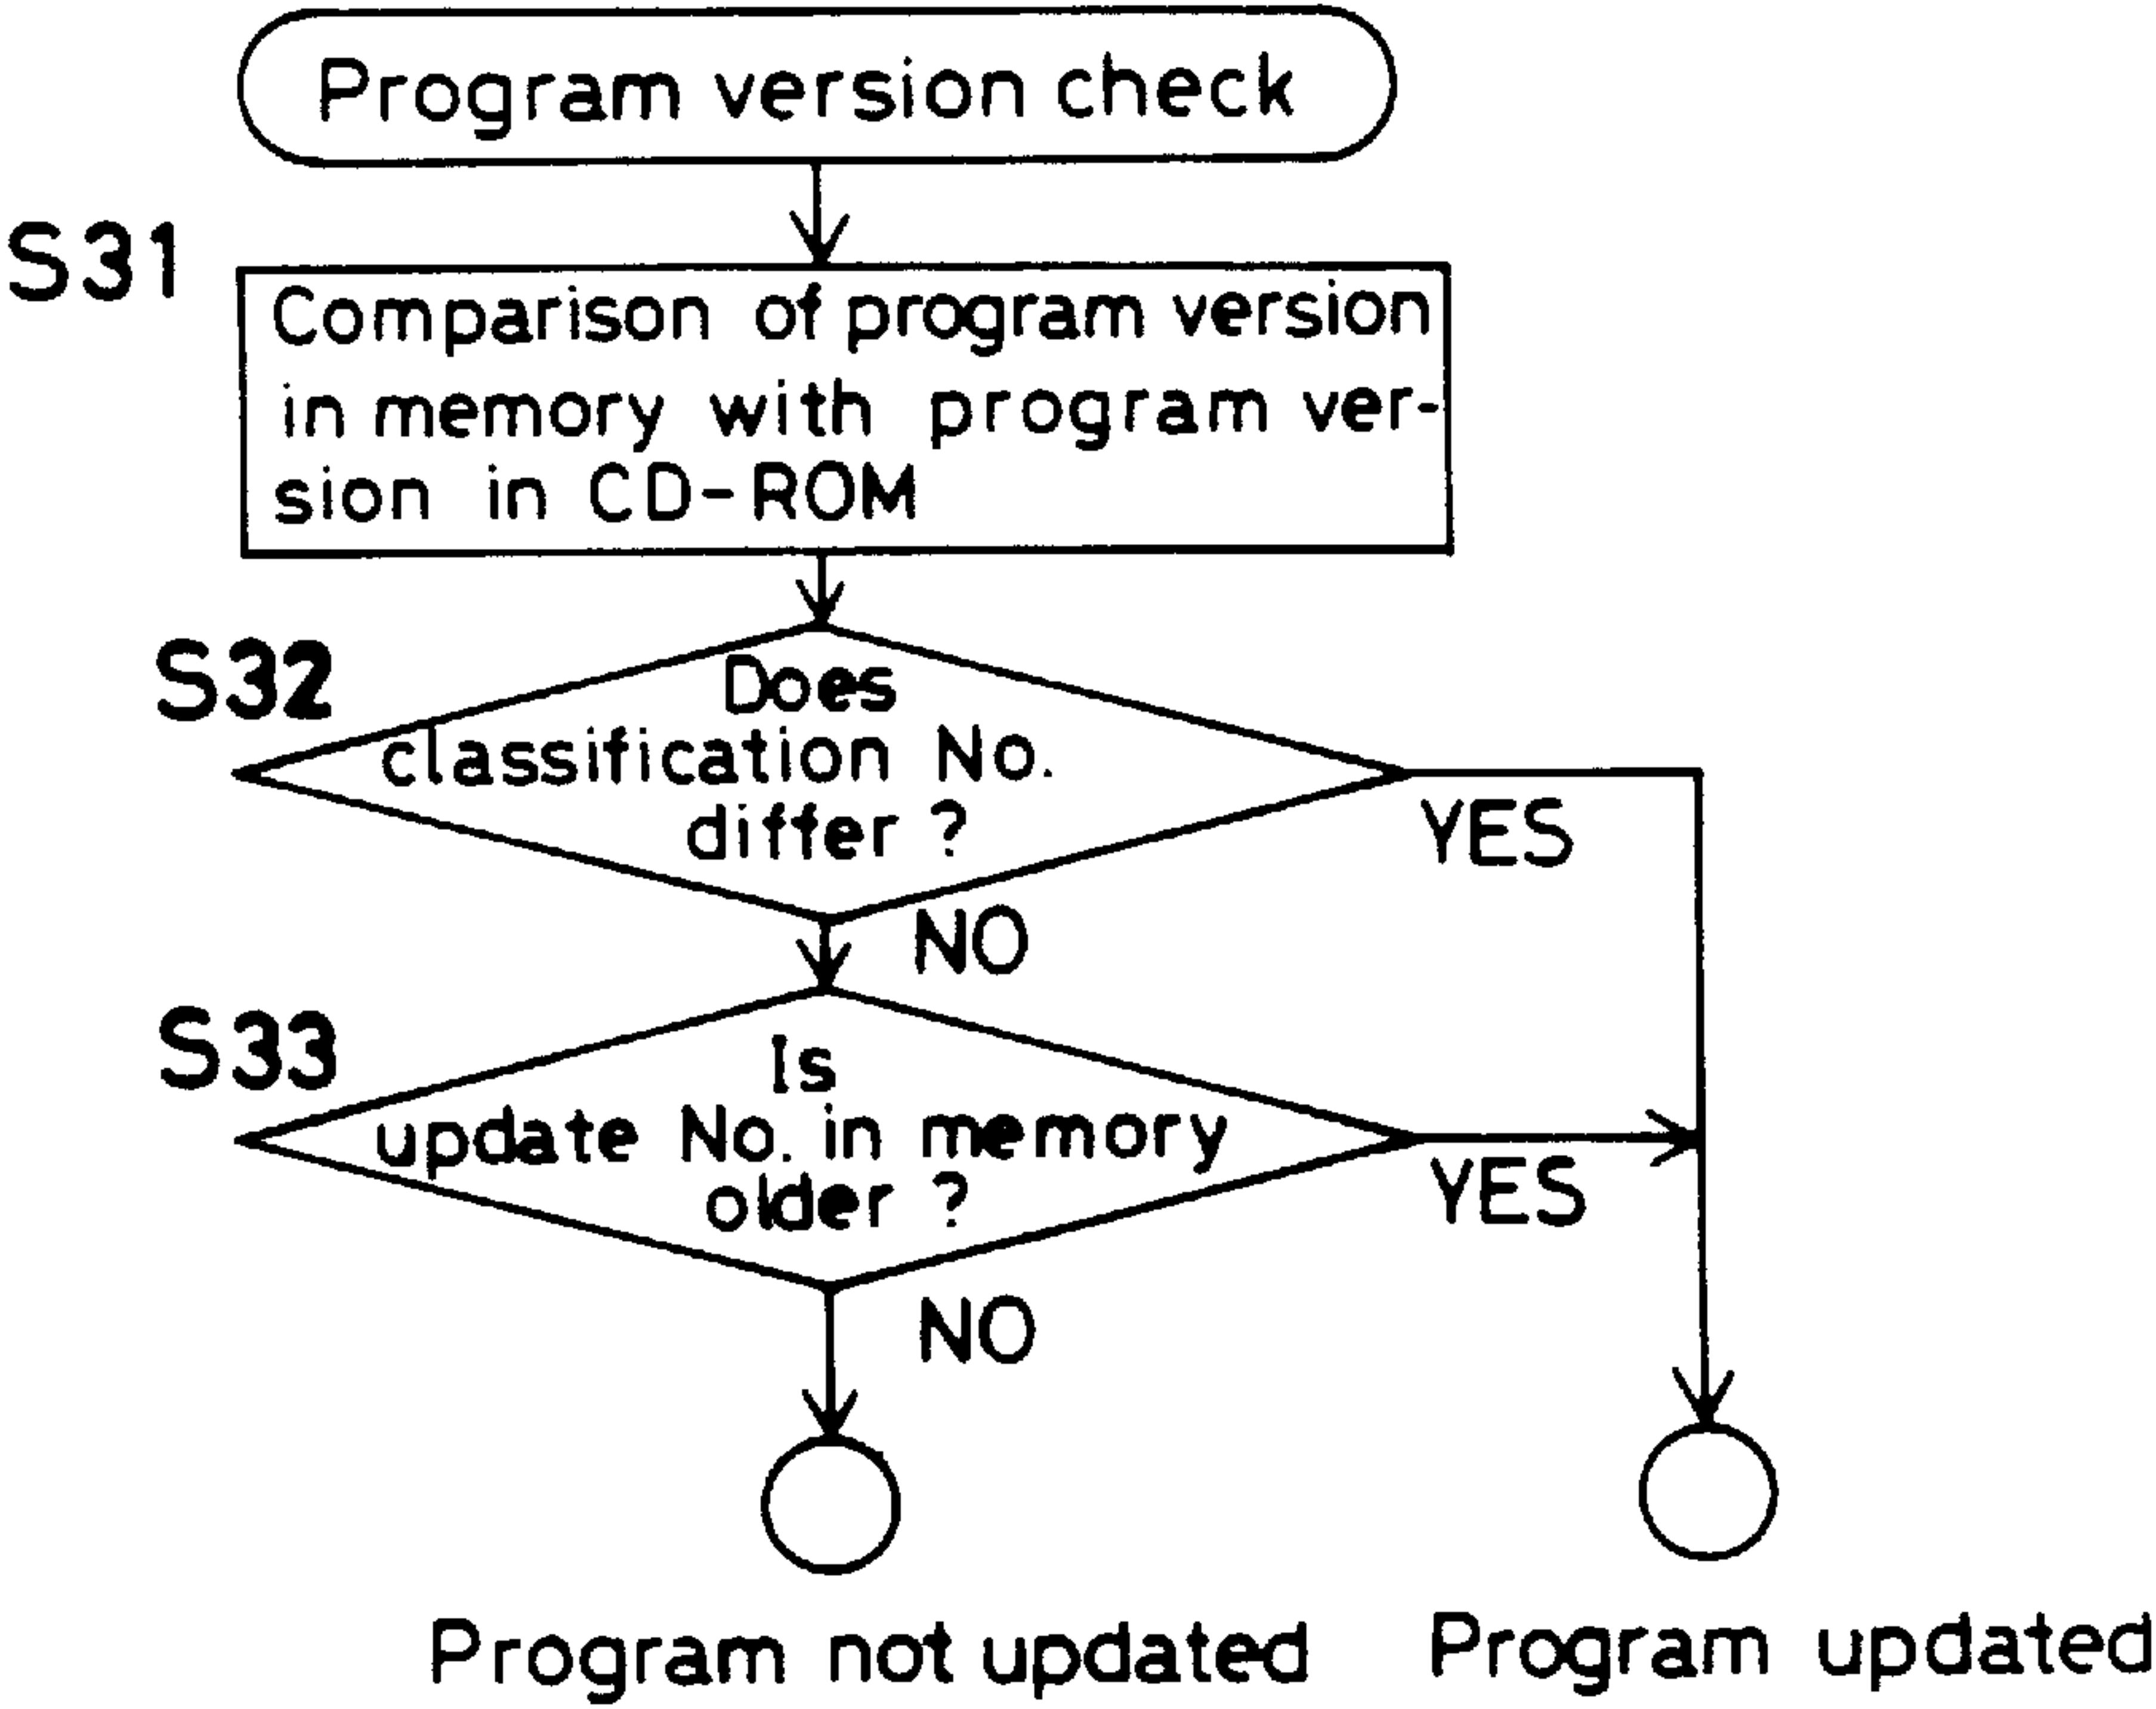 Program version check
S31
Comparison of program version
in memory with program ver-
sion in CD-ROM
S32
Does
classification No.
differ ?
YES
NO
S33
Is
update No. in memory
older ?
YES
NO
Program not updated
Program updated